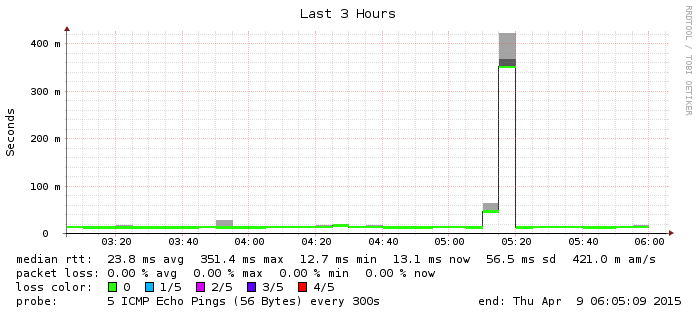 Last 3 Hours
RRDTOOL / TOBI OETIKER
Seconds
400 m
300 m
200 m
100 m
0
03:20 03:40 04:00 04:20 04:40 05:00 05:20 05:40 06:00
median rtt: 23.8 ms avg 351.4 ms max 12.7 ms min 13.1 ms now 56.5 ms sd 421.0 m am/s
packet loss: 0.00 % avg 0.00 % max 0.00 % min 0.00 % now
loss color: 0 1/5 2/5 3/5 4/5
probe: 5 ICMP Echo Pings (56 Bytes) every 300s end: Thu Apr 9 06:05:09 2015